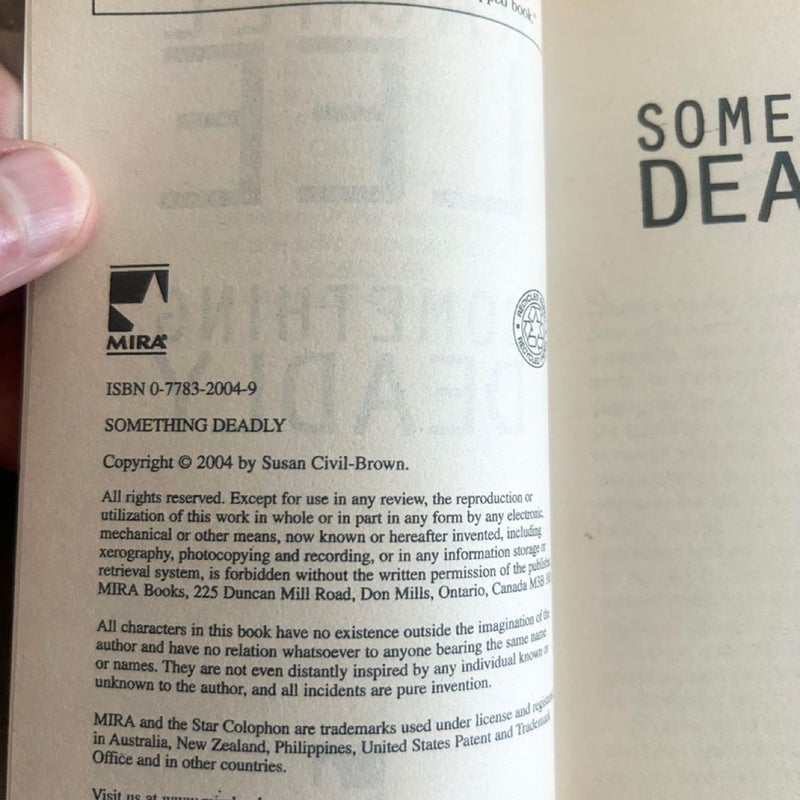 book."
MIRA®
RECYCLED
RECYCLED
ISBN 0-7783-2004-9
SOMETHING DEADLY
Copyright © 2004 by Susan Civil-Brown.
All rights reserved. Except for use in any review, the reproduction or
utilization of this work in whole or in part in any form by any electronic,
mechanical or other means, now known or hereafter invented, including
xerography, photocopying and recording, or in any information storage or
retrieval system, is forbidden without the written permission of the
MIRA Books, 225 Duncan Mill Road, Don Mills, Ontario, Canada M3B
All characters in this book have no existence outside the imagination of the
author and have no relation whatsoever to anyone bearing the same name
or names. They are not even distantly inspired by any individual known or
unknown to the author, and all incidents are pure invention.
MIRA and the Star Colophon are trademarks used under license and
in Australia, New Zealand, Philippines, United States Patent and Trademark
Office and in other countries.
Visit us at
SOME
DEA